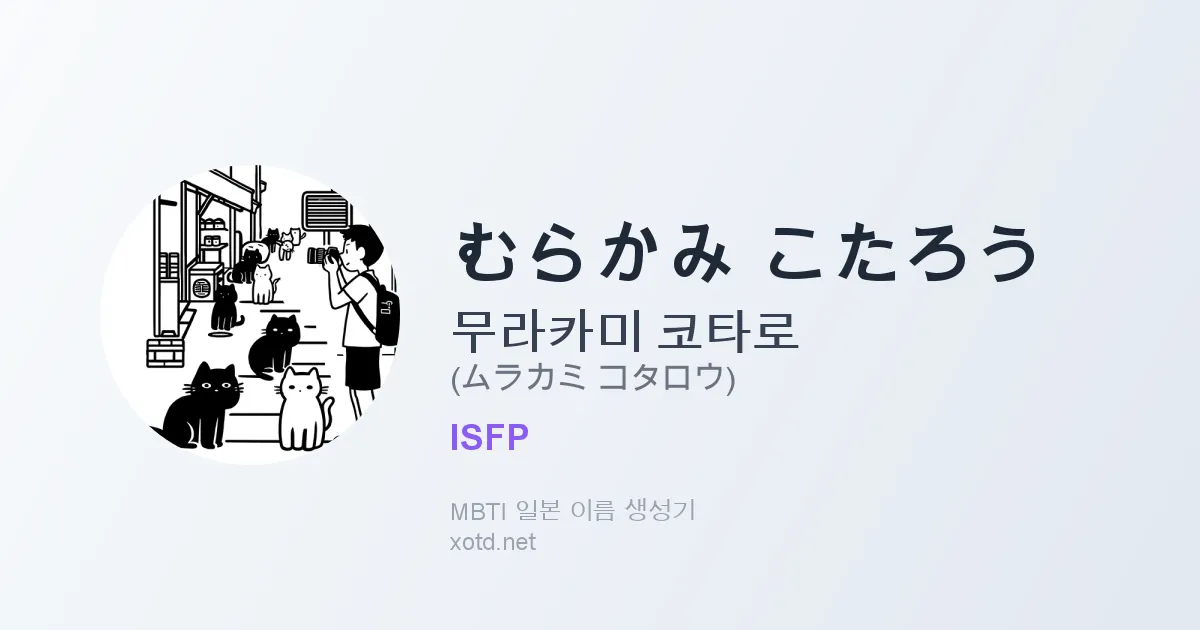 むらかみ こたろう
무라카미 코타로
(ムラカミ コタロウ)
ISFP
MBTI 일본 이름 생성기
xotd.net